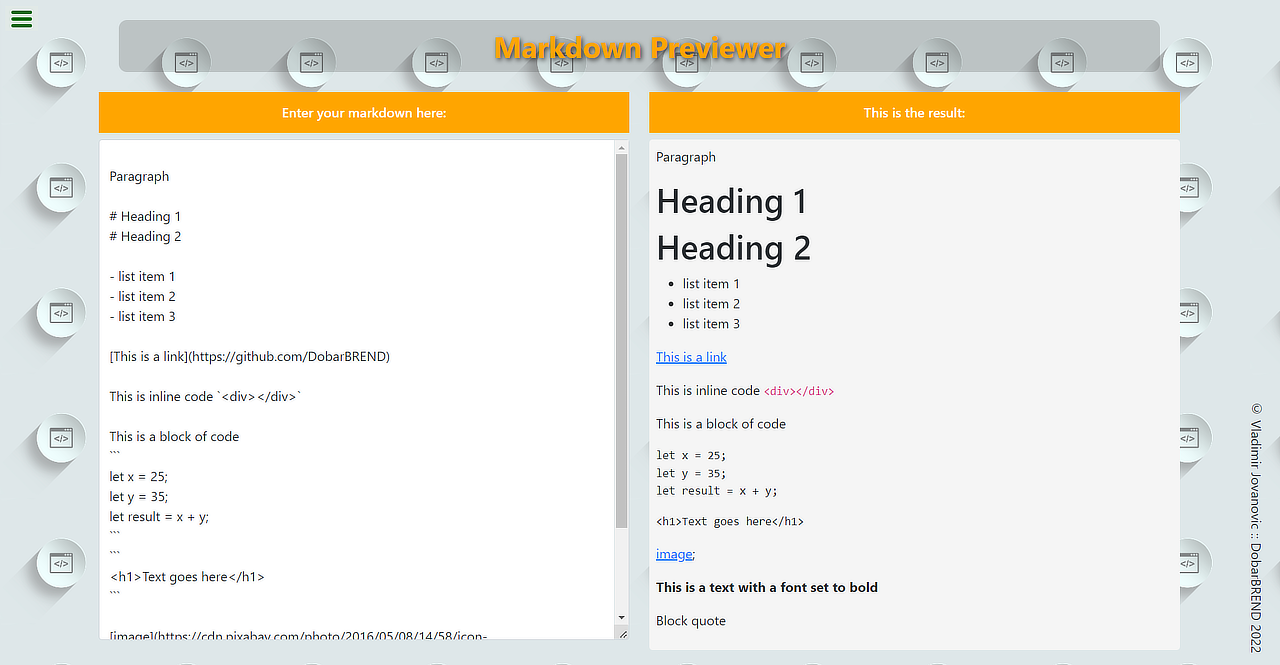 Markdown Previewer
Enter your markdown here:
Paragraph
# Heading 1
# Heading 2
- list item 1
- list item 2
- list item 3
[This is a link](https://github.com/DobarBREND)
This is inline code `<div></div>`
This is a block of code
```
let x = 25;
let y = 35;
let result = x + y;
```
```
<h1>Text goes here</h1>
```
[image](https://cdn.pixabay.com/photo/2016/05/08/14/58/icon-
This is the result:
Paragraph
Heading 1
Heading 2
list item 1
list item 2
list item 3
This is a link
This is inline code <div></div>
This is a block of code
let x = 25;
let y = 35;
let result = x + y;
<h1>Text goes here</h1>
image;
This is a text with a font set to bold
Block quote
© Vladimir Jovanovic :: DobarBREND 2022